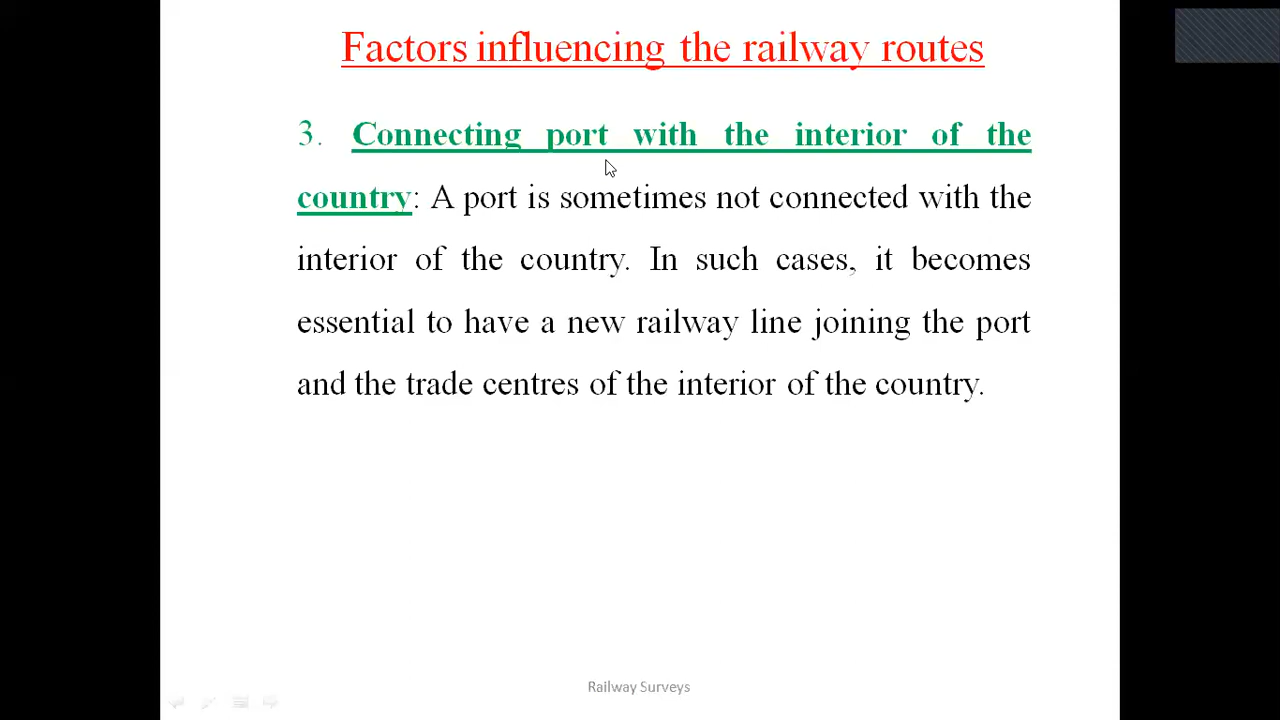 Factors influencing the railway routes
3. Connecting port with the interior of the
country: A port is sometimes not connected with the
interior of the country. In such cases, it becomes
essential to have a new railway line joining the port
and the trade centres of the interior of the country.
Railway Surveys